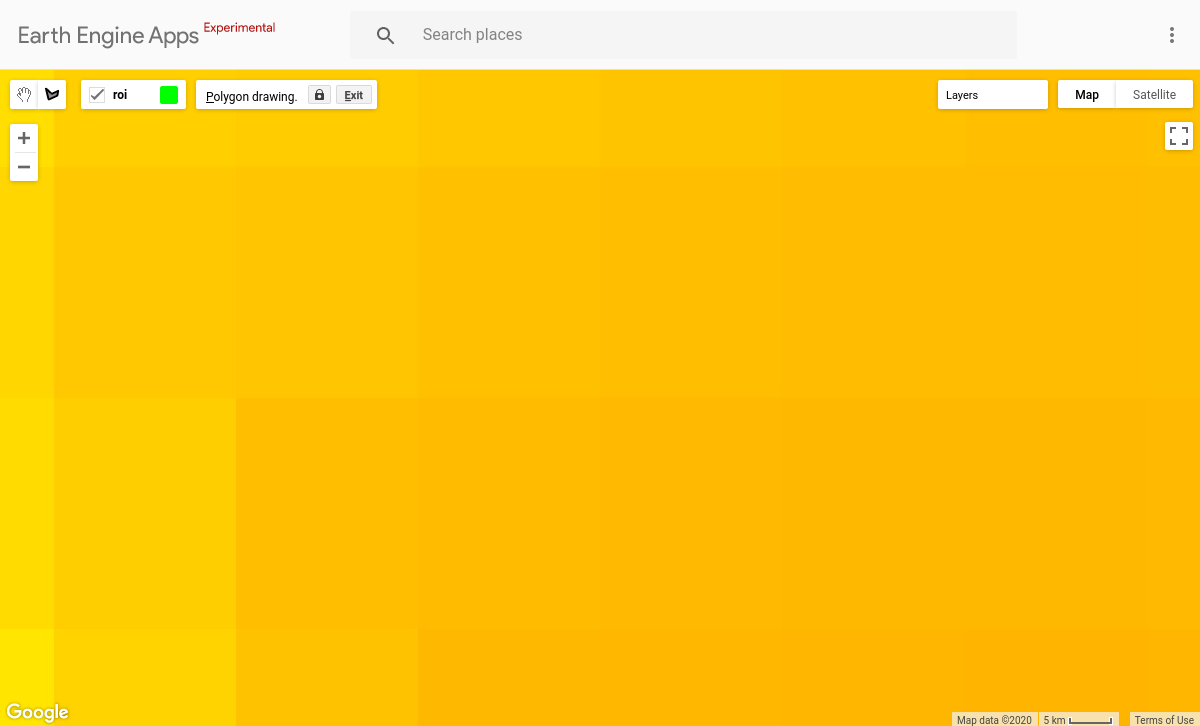 Earth Engine Apps Experimental
Search places
roi
Polygon drawing.
Exit
Layers
Map
Satellite
Google
Map data ©2020
5 km
Terms of Use